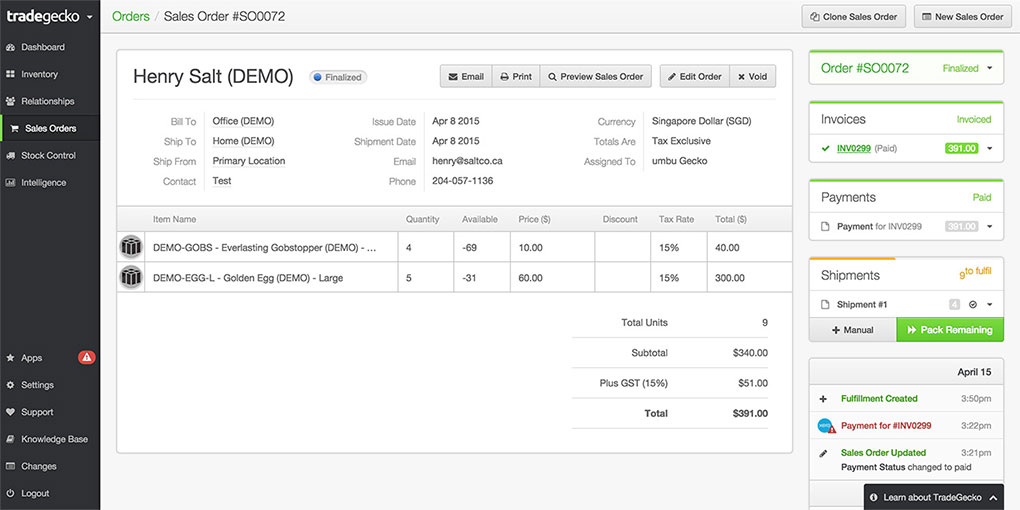 tradegecko
Orders / Sales Order #SO0072
Clone Sales Order
New Sales Order
Dashboard
Inventory
Relationships
Sales Orders
Stock Control
Intelligence
Apps
Settings
Support
Knowledge Base
Changes
Logout
Henry Salt (DEMO) Finalized
Email Print Preview Sales Order Edit Order Void
Bill To Office (DEMO) Issue Date Apr 8 2015 Currency Singapore Dollar (SGD)
Ship To Home (DEMO) Shipment Date Apr 8 2015 Totals Are Tax Exclusive
Ship From Primary Location Email henry@saltco.ca Assigned To umbu Gecko
Contact Test Phone 204-057-1136
Item Name Quantity Available Price ($) Discount Tax Rate Total ($)
DEMO-GOBS - Everlasting Gobstopper (DEMO) - ... 4 -69 10.00 15% 40.00
DEMO-EGG-L - Golden Egg (DEMO) - Large 5 -31 60.00 15% 300.00
Total Units 9
Subtotal $340.00
Plus GST (15%) $51.00
Total $391.00
Order #SO0072 Finalized
Invoices Invoiced
INV0299 (Paid) 391.00
Payments Paid
Payment for INV0299 391.00
Shipments 9 to fulfil
Shipment #1 4
Manual Pack Remaining
April 15
Fulfillment Created 3:50pm
xero Payment for #INV0299 3:22pm
Sales Order Updated 3:21pm
Payment Status changed to paid
Learn about TradeGecko